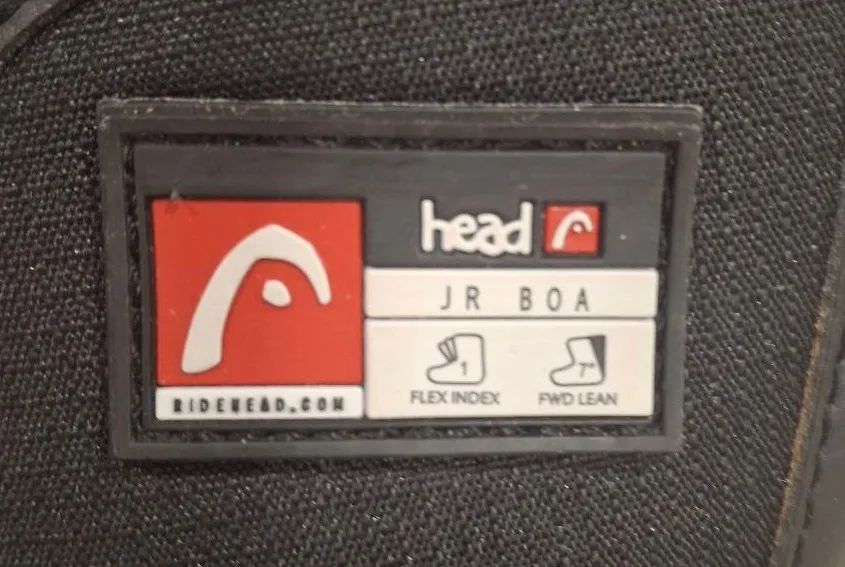 head
JR BOA
1
7°
FLEX INDEX
FWD LEAN
RIDEHEAD.COM